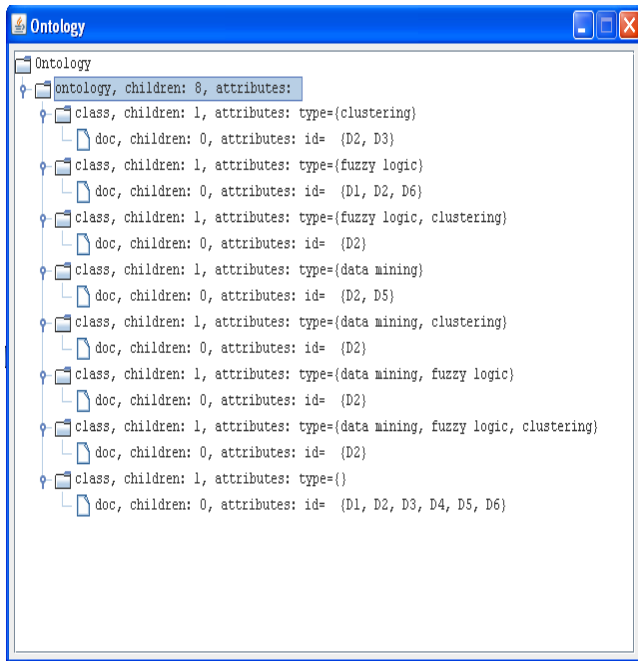 Ontology
Ontology
ontology, children: 8, attributes:
class, children: 1, attributes: type={clustering}
doc, children: 0, attributes: id= {D2, D3}
class, children: 1, attributes: type={fuzzy logic}
doc, children: 0, attributes: id= {D1, D2, D6}
class, children: 1, attributes: type={fuzzy logic, clustering}
doc, children: 0, attributes: id= {D2}
class, children: 1, attributes: type={data mining}
doc, children: 0, attributes: id= {D2, D5}
class, children: 1, attributes: type={data mining, clustering}
doc, children: 0, attributes: id= {D2}
class, children: 1, attributes: type={data mining, fuzzy logic}
doc, children: 0, attributes: id= {D2}
class, children: 1, attributes: type={data mining, fuzzy logic, clustering}
doc, children: 0, attributes: id= {D2}
class, children: 1, attributes: type={}
doc, children: 0, attributes: id= {D1, D2, D3, D4, D5, D6}